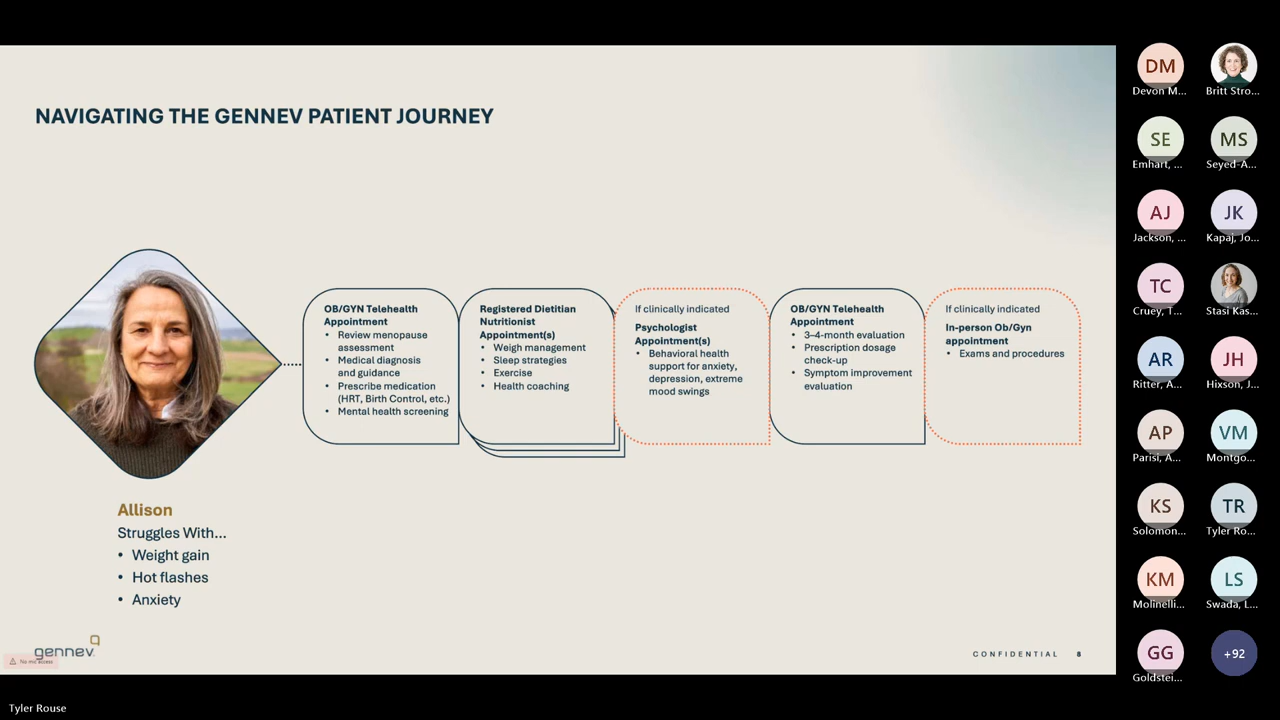 NAVIGATING THE GENNEV PATIENT JOURNEY
OB/GYN Telehealth
Appointment
• Review menopause
assessment
• Medical diagnosis
and guidance
• Prescribe medication
(HRT, Birth Control, etc.)
• Mental health screening
Registered Dietitian
Nutritionist
Appointment(s)
• Weigh management
• Sleep strategies
• Exercise
• Health coaching
If clinically indicated
Psychologist
Appointment(s)
• Behavioral health
support for anxiety,
depression, extreme
mood swings
OB/GYN Telehealth
Appointment
• 3-4-month evaluation
• Prescription dosage
check-up
• Symptom improvement
evaluation
If clinically indicated
In-person Ob/Gyn
appointment
• Exams and procedures
Allison
Struggles With...
• Weight gain
• Hot flashes
• Anxiety
gennev
No mic access
CONFIDENTIAL 8
Tyler Rouse
DM
Devon M...
Britt Stro...
SE
Emhart, ...
MS
Seyed-A...
AJ
Jackson, ...
JK
Kapaj, Jo...
TC
Cruey, T...
Stasi Kas...
AR
Ritter, A...
JH
Hixson, J...
AP
Parisi, A...
VM
Montgo...
KS
Solomon...
TR
Tyler Ro...
KM
Molinelli...
LS
Swada, L...
GG
Goldstei...
+92